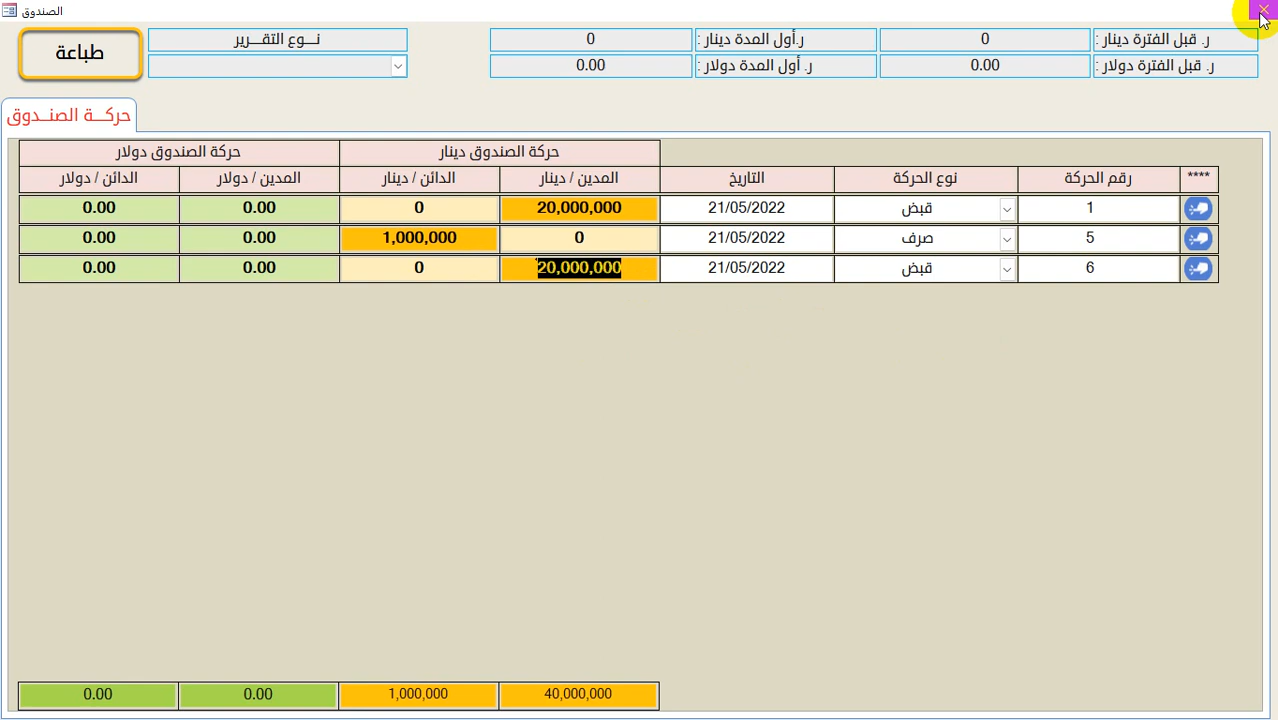 الصندوق
ر. قبل الفترة دينار : 0 ر.أول المدة دينار : 0 نـــوع التقـــرير طباعة
ر. قبل الفترة دولار : 0.00 ر. أول المدة دولار : 0.00
حركـــة الصنـــدوق
حركة الصندوق دينار حركة الصندوق دولار
**** رقم الحركة نوع الحركة التاريخ المدين / دينار الدائن / دينار المدين / دولار الدائن / دولار
1 قبض 21/05/2022 20,000,000 0 0.00 0.00
5 صرف 21/05/2022 0 1,000,000 0.00 0.00
6 قبض 21/05/2022 20,000,000 0 0.00 0.00
40,000,000 1,000,000 0.00 0.00